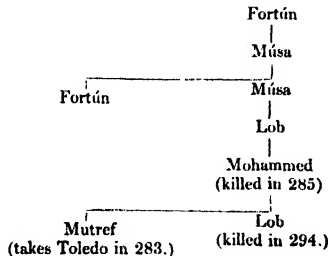 Fortún
Músa
Fortún Músa
Lob
Mohammed
(killed in 285)
Mutref Lob
(takes Toledo in 283.) (killed in 294.)